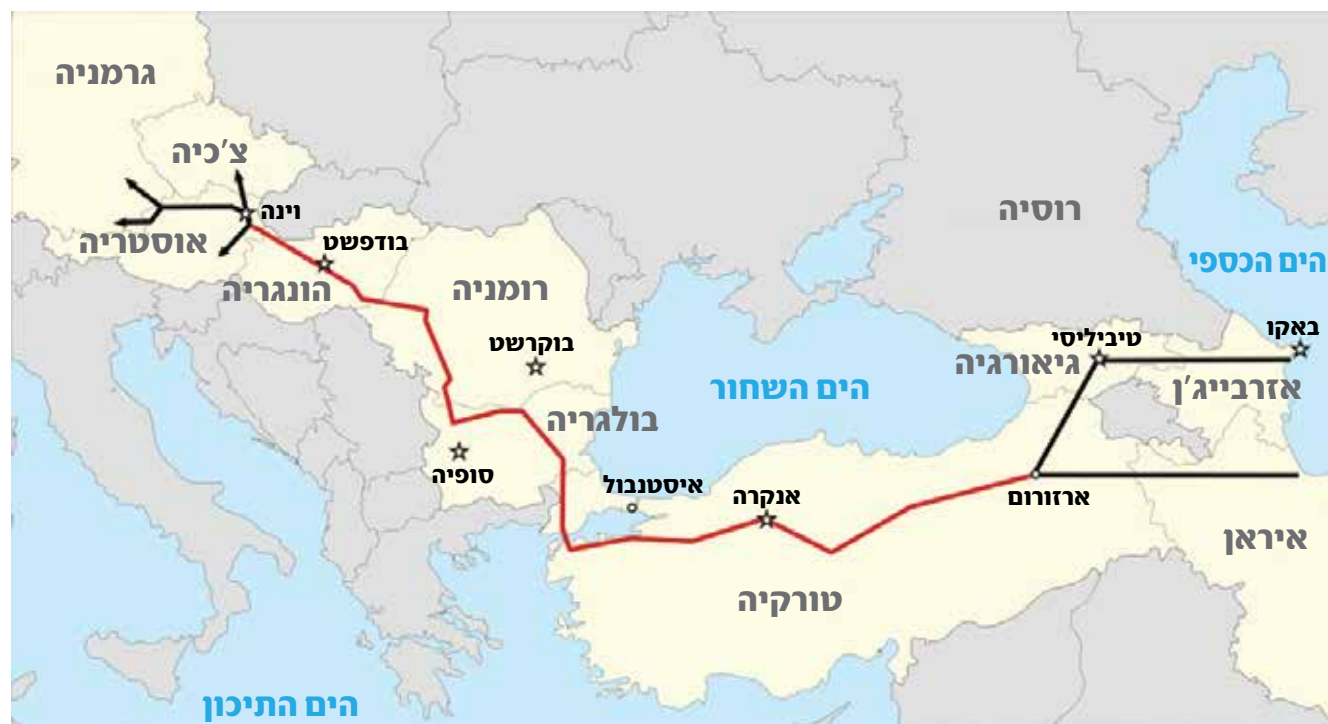 גרמניה
צ'כיה
וינה
אוסטריה
בודפשט
הונגריה
רומניה
בוקרשט
בולגריה
סופיה
רוסיה
הים הכספי
באקו
טיביליסי
גיאורגיה
אזרבייג'ן
הים השחור
איסטנבול
אנקרה
ארזורום
איראן
טורקיה
הים התיכון